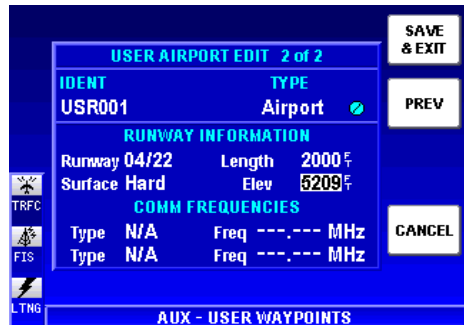 SAVE
& EXIT
USER AIRPORT EDIT 2 of 2
IDENT TYPE
USR001 Airport
PREV
RUNWAY INFORMATION
Runway 04/22 Length 2000 FT
Surface Hard Elev 5209 FT
TRFC
COMM FREQUENCIES
Type N/A Freq ---.--- MHz
CANCEL
Type N/A Freq ---.--- MHz
FIS
LTNG
AUX - USER WAYPOINTS